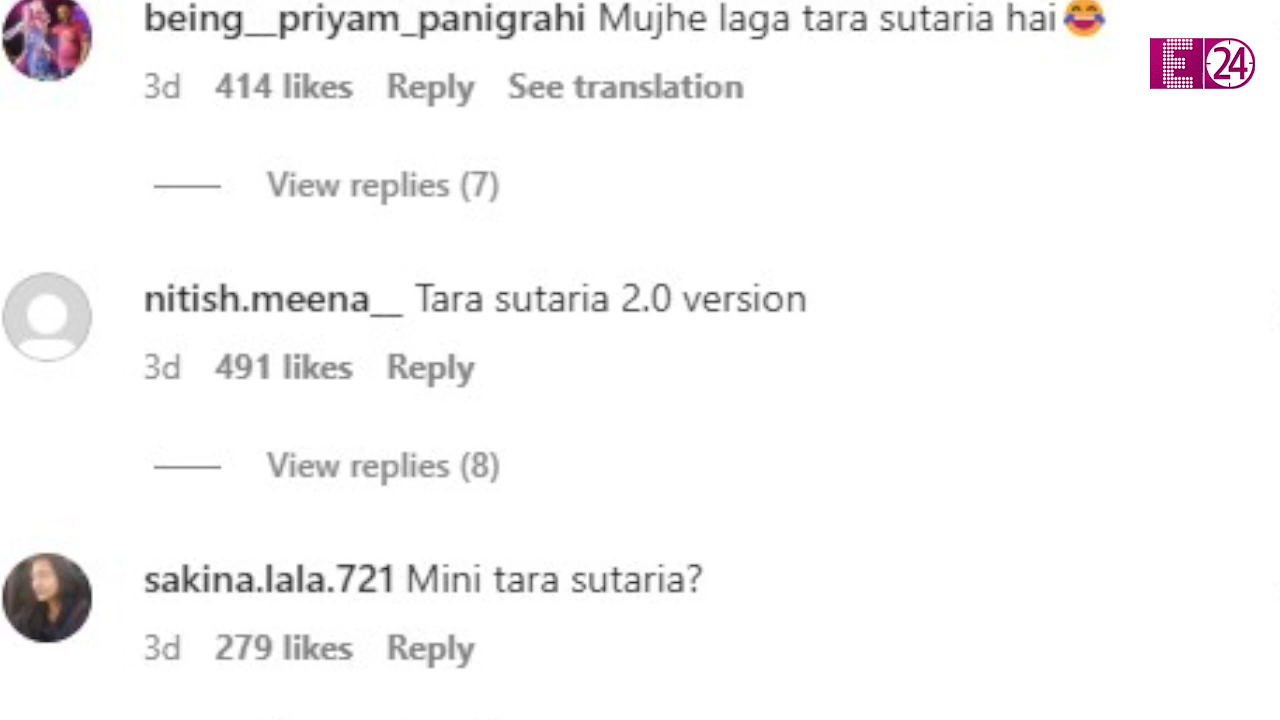 being__priyam_panigrahi Mujhe laga tara sutaria hai😂
3d 414 likes Reply See translation
E 24
View replies (7)
nitish.meena__ Tara sutaria 2.0 version
3d 491 likes Reply
View replies (8)
sakina.lala.721 Mini tara sutaria?
3d 279 likes Reply